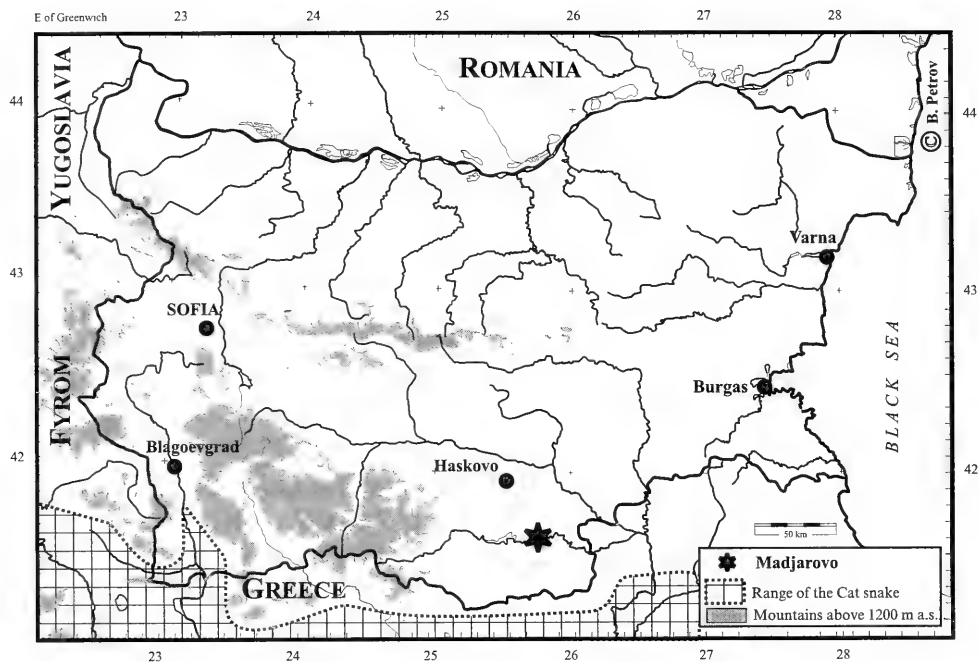 E of Greenwich 23 24 25 26 27 28
ROMANIA
YUGOSLAVIA
© B. Petrov
44 44
Varna
43 43
SOFIA
FYROM
Burgas
BLACK SEA
Blagoevgrad
Haskovo
42 42
50 km
Madjarovo
GREECE
Range of the Cat snake
Mountains above 1200 m a.s.
23 24 25 26 27 28